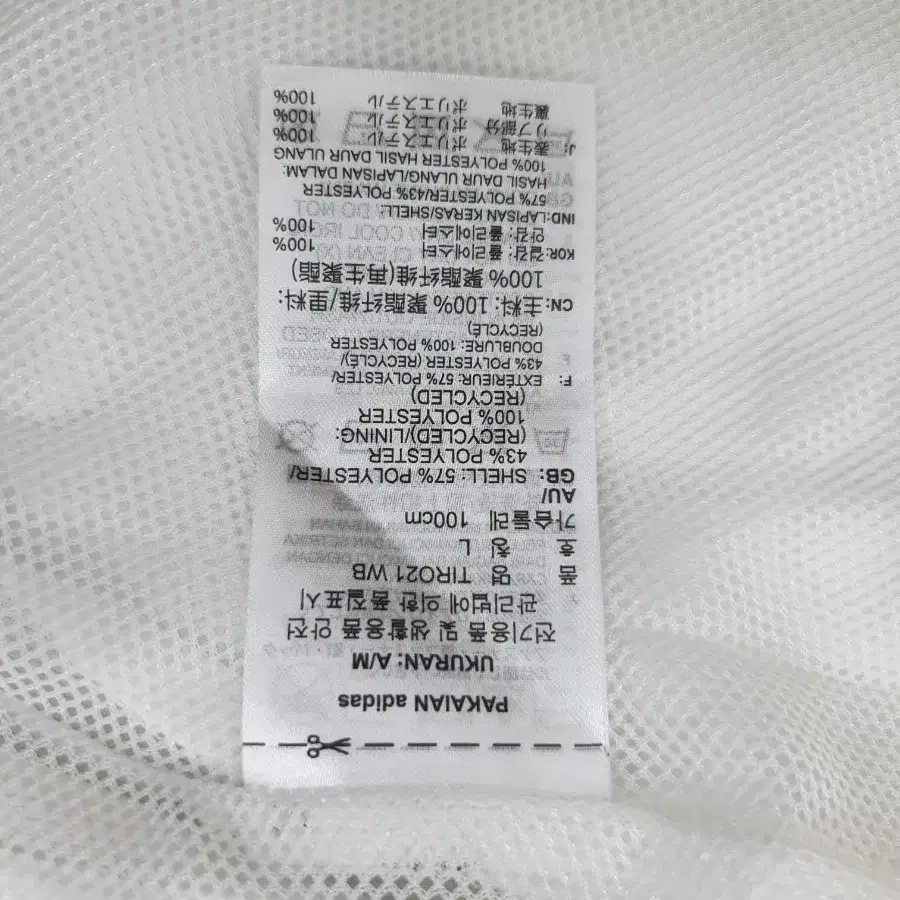 PAKAIAN adidas
UKURAN: A/M
전기용품 및 생활용품 안전
관리법에 의한 품질표시
품 명 TIRO21 WB
호 칭 L
가슴둘레 100cm
AU/
GB: SHELL: 57% POLYESTER/
43% POLYESTER
(RECYCLED)/LINING:
100% POLYESTER
(RECYCLED)
F: EXTÉRIEUR: 57% POLYESTER/
43% POLYESTER (RECYCLÉ)/
DOUBLURE: 100% POLYESTER
(RECYCLÉ)
CN: 主料: 100% 聚酯纤维/里料:
100% 聚酯纤维(再生聚酯)
KOR: 겉감: 폴리에스터 100%
안감: 폴리에스터 100%
IND: LAPISAN KERAS/SHELL:
57% POLYESTER/43% POLYESTER
HASIL DAUR ULANG/LAPISAN DALAM:
100% POLYESTER HASIL DAUR ULANG
J: 表生地 ポリエステル 100%
リブ部分 ポリエステル 100%
裏生地 ポリエステル 100%